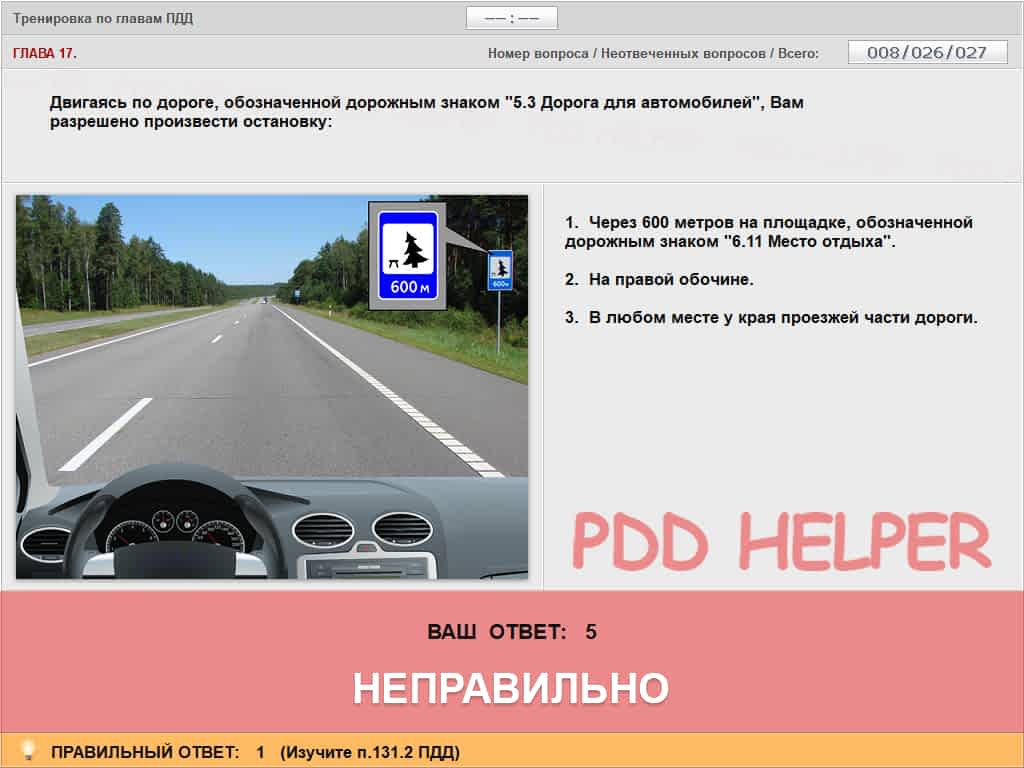 Тренировка по главам ПДД
—— : ——
ГЛАВА 17.
Номер вопроса / Неотвеченных вопросов / Всего:
008/026/027
Двигаясь по дороге, обозначенной дорожным знаком "5.3 Дорога для автомобилей", Вам
разрешено произвести остановку:
600 м
600м
1. Через 600 метров на площадке, обозначенной
дорожным знаком "6.11 Место отдыха".
2. На правой обочине.
3. В любом месте у края проезжей части дороги.
PDD HELPER
ВАШ ОТВЕТ: 5
НЕПРАВИЛЬНО
ПРАВИЛЬНЫЙ ОТВЕТ: 1 (Изучите п.131.2 ПДД)